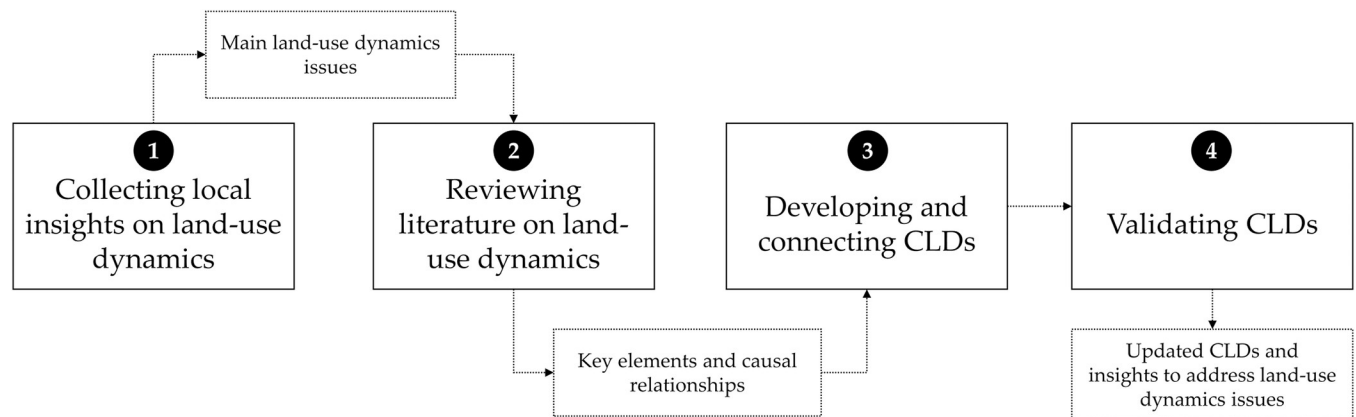 Main land-use dynamics
issues
1
Collecting local
insights on land-use
dynamics
2
Reviewing
literature on land-
use dynamics
3
Developing and
connecting CLDs
4
Validating CLDs
Key elements and causal
relationships
Updated CLDs and
insights to address land-use
dynamics issues